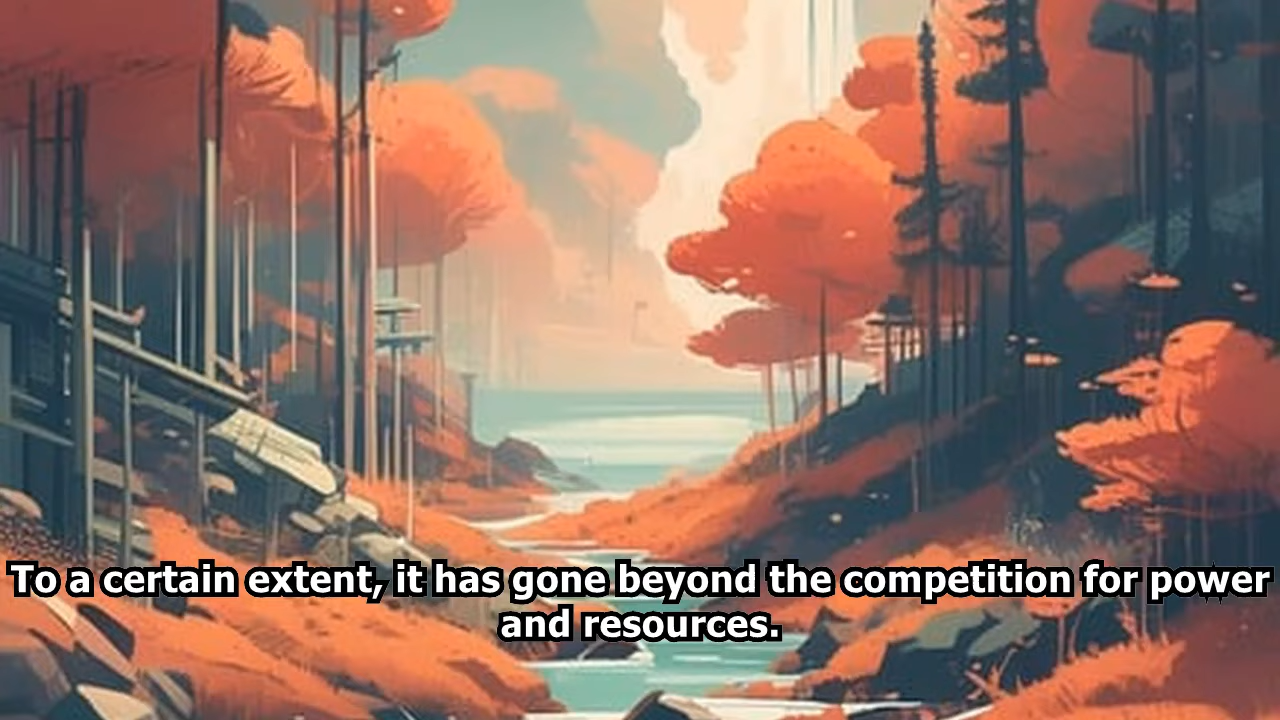 To a certain extent, it has gone beyond the competition for power
and resources.